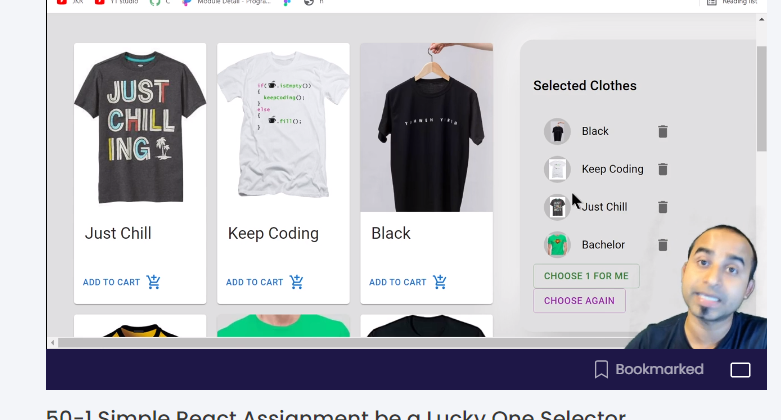 11 studio
Module Detail - Progra...
Reading list
JUST
CHILL
ING
if(.isEmpty())
{
keepCoding();
}
else
{
.fill();
}
Selected Clothes
Black
Keep Coding
Just Chill
Bachelor
CHOOSE 1 FOR ME
CHOOSE AGAIN
Just Chill
Keep Coding
Black
ADD TO CART
ADD TO CART
ADD TO CART
Bookmarked
50-1 Simple React Assignment be a Lucky One Selector